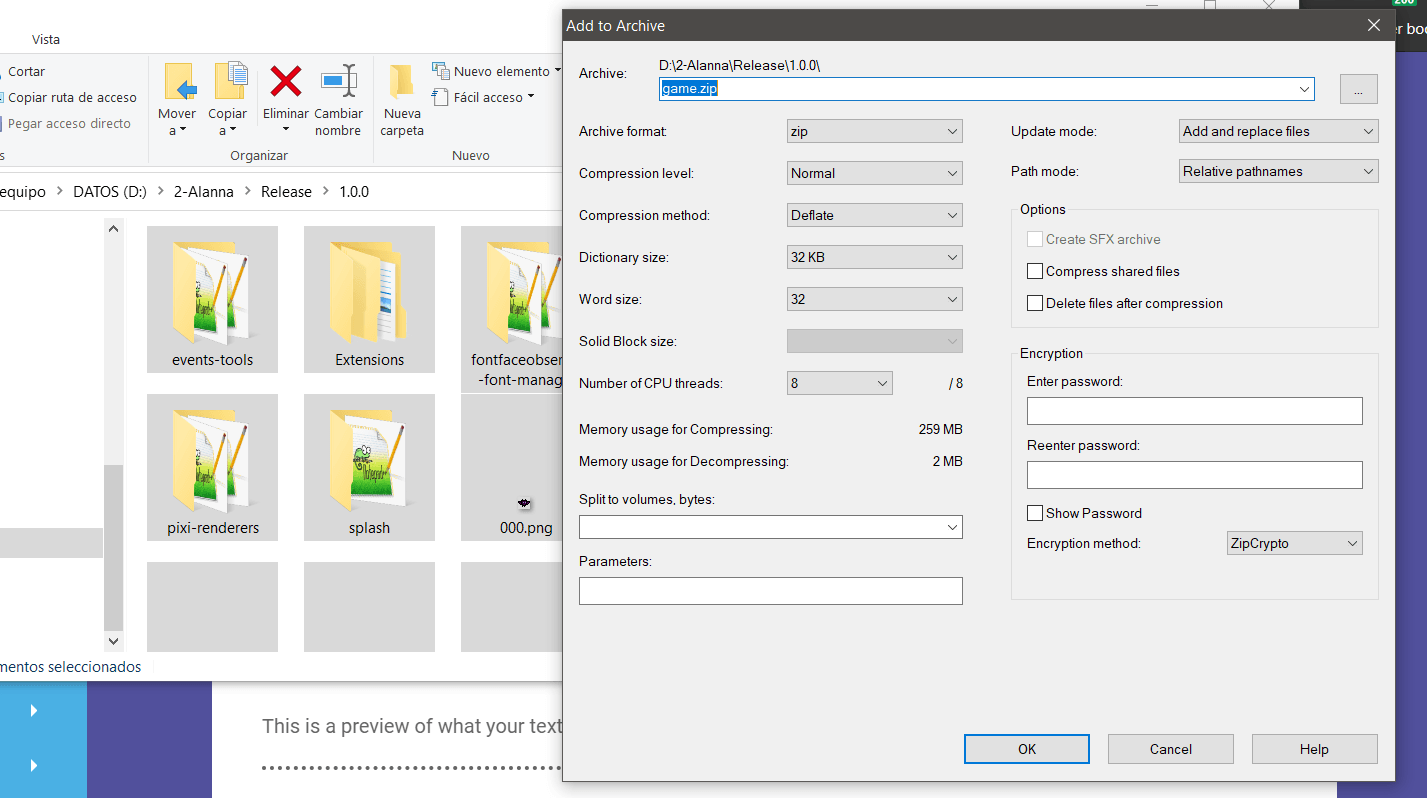 Vista
Cortar
Copiar ruta de acceso
Pegar acceso directo
Mover a
Copiar a
Eliminar
Cambiar nombre
Organizar
Nueva carpeta
Nuevo elemento
Fácil acceso
Nuevo
equipo > DATOS (D:) > 2-Alanna > Release > 1.0.0
events-tools
Extensions
fontfaceobser
-font-manag
pixi-renderers
splash
000.png
mentos seleccionados
This is a preview of what your text
Add to Archive
Archive:
D:\2-Alanna\Release\1.0.0\
game.zip
...
Archive format:
zip
Compression level:
Normal
Compression method:
Deflate
Dictionary size:
32 KB
Word size:
32
Solid Block size:
Number of CPU threads:
8
/ 8
Memory usage for Compressing:
259 MB
Memory usage for Decompressing:
2 MB
Split to volumes, bytes:
Parameters:
Update mode:
Add and replace files
Path mode:
Relative pathnames
Options
Create SFX archive
Compress shared files
Delete files after compression
Encryption
Enter password:
Reenter password:
Show Password
Encryption method:
ZipCrypto
OK
Cancel
Help